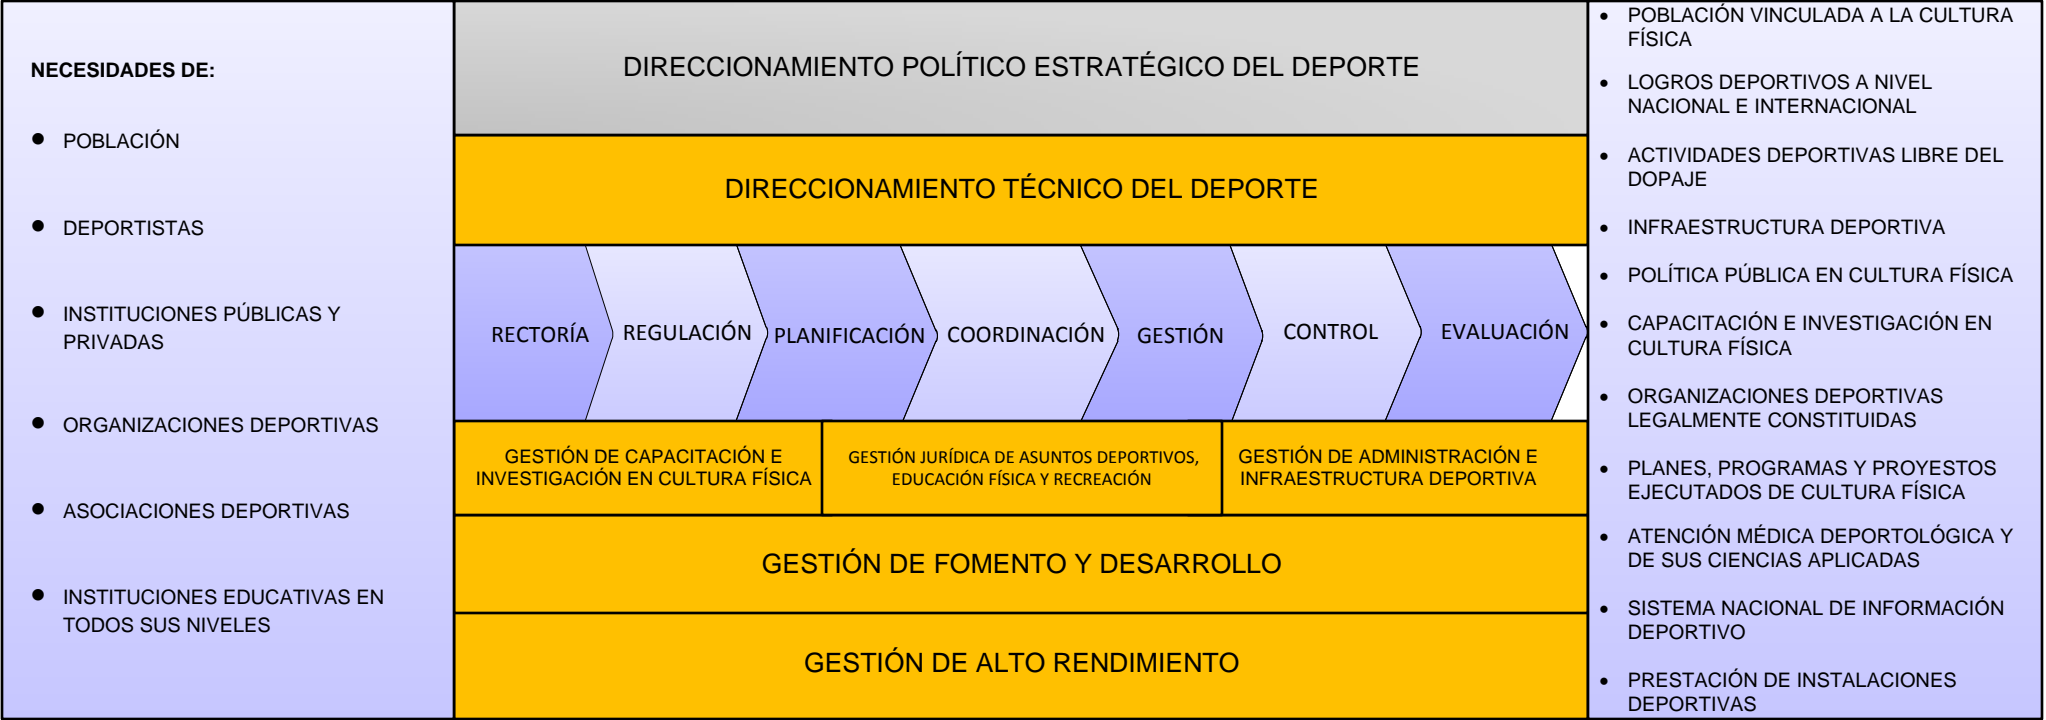 NECESIDADES DE:
● POBLACIÓN
● DEPORTISTAS
● INSTITUCIONES PÚBLICAS Y
PRIVADAS
● ORGANIZACIONES DEPORTIVAS
● ASOCIACIONES DEPORTIVAS
● INSTITUCIONES EDUCATIVAS EN
TODOS SUS NIVELES
DIRECCIONAMIENTO POLÍTICO ESTRATÉGICO DEL DEPORTE
DIRECCIONAMIENTO TÉCNICO DEL DEPORTE
RECTORÍA
REGULACIÓN
PLANIFICACIÓN
COORDINACIÓN
GESTIÓN
CONTROL
EVALUACIÓN
GESTIÓN DE CAPACITACIÓN E
INVESTIGACIÓN EN CULTURA FÍSICA
GESTIÓN JURÍDICA DE ASUNTOS DEPORTIVOS,
EDUCACIÓN FÍSICA Y RECREACIÓN
GESTIÓN DE ADMINISTRACIÓN E
INFRAESTRUCTURA DEPORTIVA
GESTIÓN DE FOMENTO Y DESARROLLO
GESTIÓN DE ALTO RENDIMIENTO
• POBLACIÓN VINCULADA A LA CULTURA
FÍSICA
• LOGROS DEPORTIVOS A NIVEL
NACIONAL E INTERNACIONAL
• ACTIVIDADES DEPORTIVAS LIBRE DEL
DOPAJE
• INFRAESTRUCTURA DEPORTIVA
• POLÍTICA PÚBLICA EN CULTURA FÍSICA
• CAPACITACIÓN E INVESTIGACIÓN EN
CULTURA FÍSICA
• ORGANIZACIONES DEPORTIVAS
LEGALMENTE CONSTITUIDAS
• PLANES, PROGRAMAS Y PROYESTOS
EJECUTADOS DE CULTURA FÍSICA
• ATENCIÓN MÉDICA DEPORTOLÓGICA Y
DE SUS CIENCIAS APLICADAS
• SISTEMA NACIONAL DE INFORMACIÓN
DEPORTIVO
• PRESTACIÓN DE INSTALACIONES
DEPORTIVAS